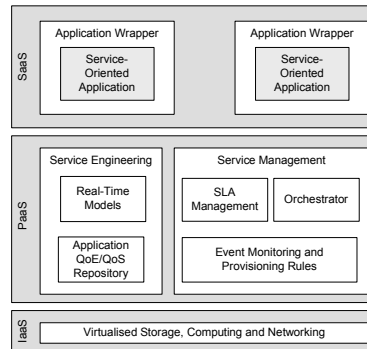 SaaS
Application Wrapper
Service-
Oriented
Application
Application Wrapper
Service-
Oriented
Application
PaaS
Service Engineering
Real-Time
Models
Application
QoE/QoS
Repository
Service Management
SLA
Management
Orchestrator
Event Monitoring and
Provisioning Rules
IaaS
Virtualised Storage, Computing and Networking